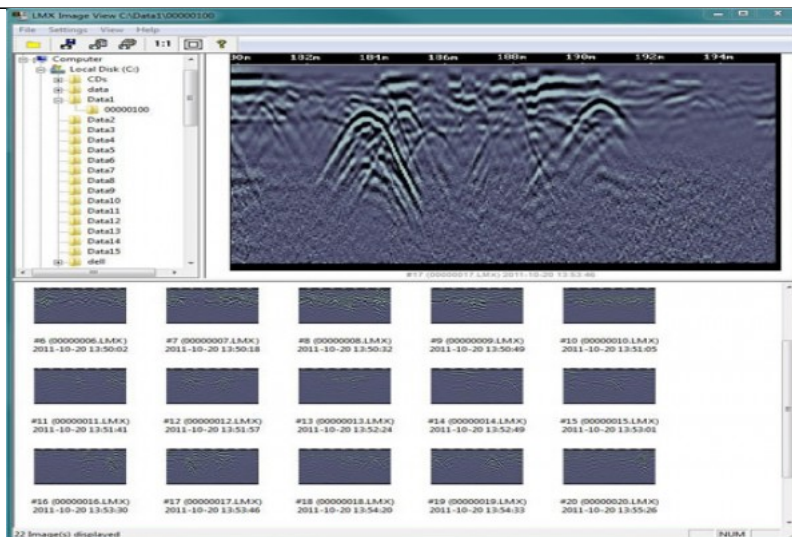 LMX Image View C:\Data1\00000100
File Settings View Help
1:1
Computer
Local Disk (C:)
CDs
data
Data1
00000100
Data2
Data3
Data4
Data5
Data6
Data7
Data8
Data9
Data10
Data11
Data12
Data13
Data14
Data15
dell
182m 184m 186m 188m 190m 192m 194m
#17 (00000017.LMX) 2011-10-20 13:53:46
#6 (00000006.LMX) #7 (00000007.LMX) #8 (00000008.LMX) #9 (00000009.LMX) #10 (00000010.LMX)
2011-10-20 13:50:02 2011-10-20 13:50:18 2011-10-20 13:50:32 2011-10-20 13:50:49 2011-10-20 13:51:05
#11 (00000011.LMX) #12 (00000012.LMX) #13 (00000013.LMX) #14 (00000014.LMX) #15 (00000015.LMX)
2011-10-20 13:51:41 2011-10-20 13:51:57 2011-10-20 13:52:24 2011-10-20 13:52:49 2011-10-20 13:53:01
#16 (00000016.LMX) #17 (00000017.LMX) #18 (00000018.LMX) #19 (00000019.LMX) #20 (00000020.LMX)
2011-10-20 13:53:30 2011-10-20 13:53:46 2011-10-20 13:54:20 2011-10-20 13:54:33 2011-10-20 13:55:26
22 Image(s) displayed NUM